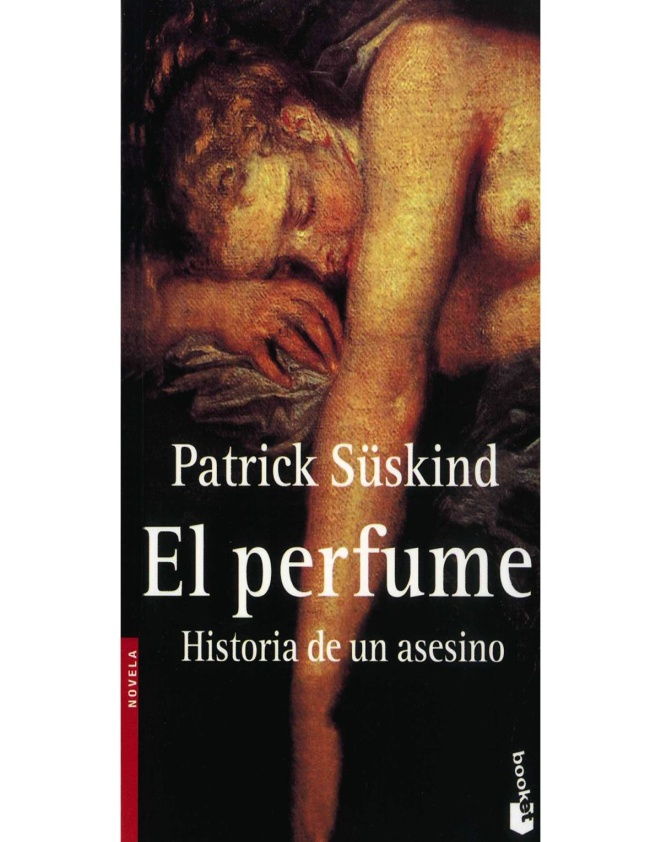 Patrick Süskind
El perfume
Historia de un asesino
NOVELA
booket